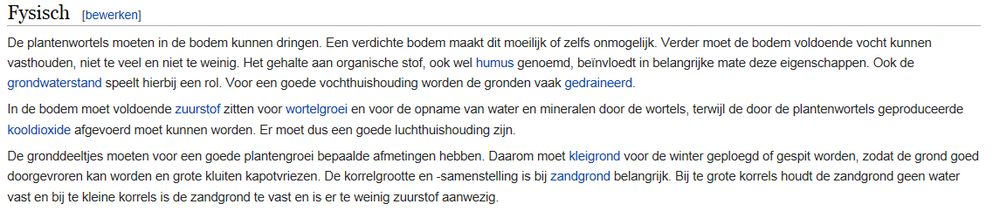 Fysisch [bewerken]
De plantenwortels moeten in de bodem kunnen dringen. Een verdichte bodem maakt dit moeilijk of zelfs onmogelijk. Verder moet de bodem voldoende vocht kunnen
vasthouden, niet te veel en niet te weinig. Het gehalte aan organische stof, ook wel humus genoemd, beïnvloedt in belangrijke mate deze eigenschappen. Ook de
grondwaterstand speelt hierbij een rol. Voor een goede vochthuishouding worden de gronden vaak gedraineerd.
In de bodem moet voldoende zuurstof zitten voor wortelgroei en voor de opname van water en mineralen door de wortels, terwijl de door de plantenwortels geproduceerde
kooldioxide afgevoerd moet kunnen worden. Er moet dus een goede luchthuishouding zijn.
De gronddeeltjes moeten voor een goede plantengroei bepaalde afmetingen hebben. Daarom moet kleigrond voor de winter geploegd of gespit worden, zodat de grond goed
doorgevroren kan worden en grote kluiten kapotvriezen. De korrelgrootte en -samenstelling is bij zandgrond belangrijk. Bij te grote korrels houdt de zandgrond geen water
vast en bij te kleine korrels is de zandgrond te vast en is er te weinig zuurstof aanwezig.